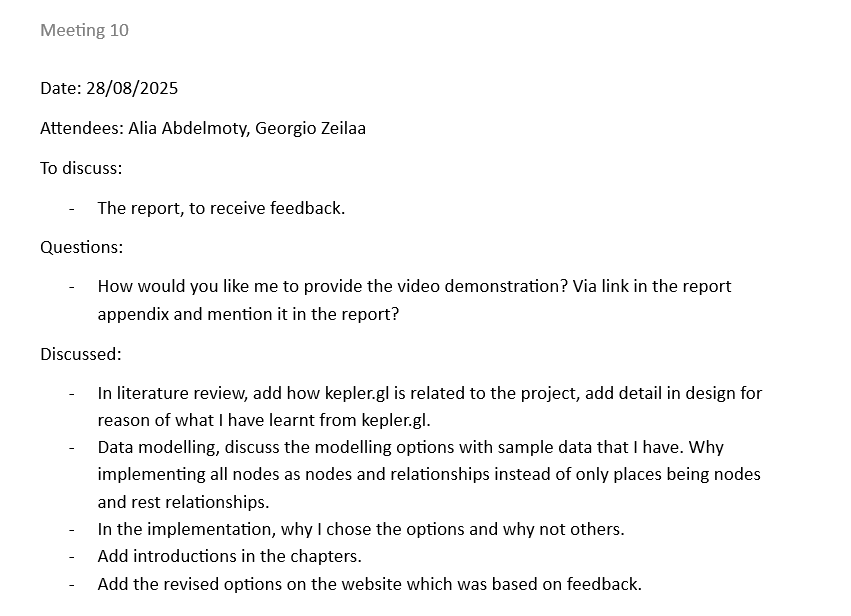 Meeting 10
Date: 28/08/2025
Attendees: Alia Abdelmoty, Georgio Zeilaa
To discuss:
- The report, to receive feedback.
Questions:
- How would you like me to provide the video demonstration? Via link in the report
appendix and mention it in the report?
Discussed:
- In literature review, add how kepler.gl is related to the project, add detail in design for
reason of what I have learnt from kepler.gl.
- Data modelling, discuss the modelling options with sample data that I have. Why
implementing all nodes as nodes and relationships instead of only places being nodes
and rest relationships.
- In the implementation, why I chose the options and why not others.
- Add introductions in the chapters.
- Add the revised options on the website which was based on feedback.